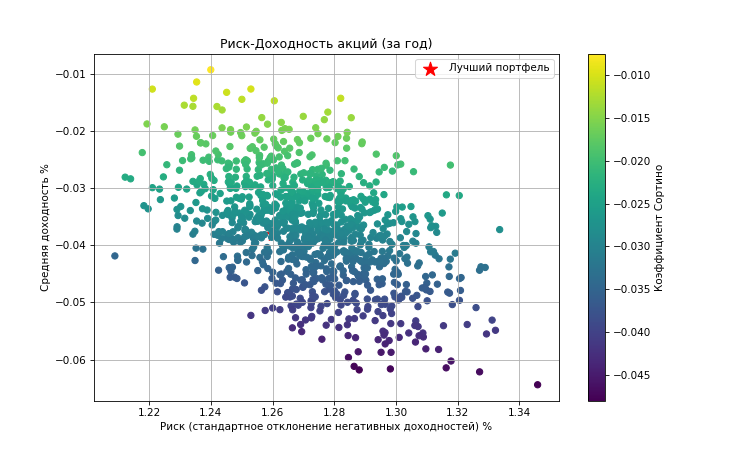 Риск-Доходность акций (за год)
Лучший портфель
Средняя доходность %
−0.01
−0.02
−0.03
−0.04
−0.05
−0.06
1.22 1.24 1.26 1.28 1.30 1.32 1.34
Риск (стандартное отклонение негативных доходностей) %
−0.010
−0.015
−0.020
−0.025
−0.030
−0.035
−0.040
−0.045
Коэффициент Сортино